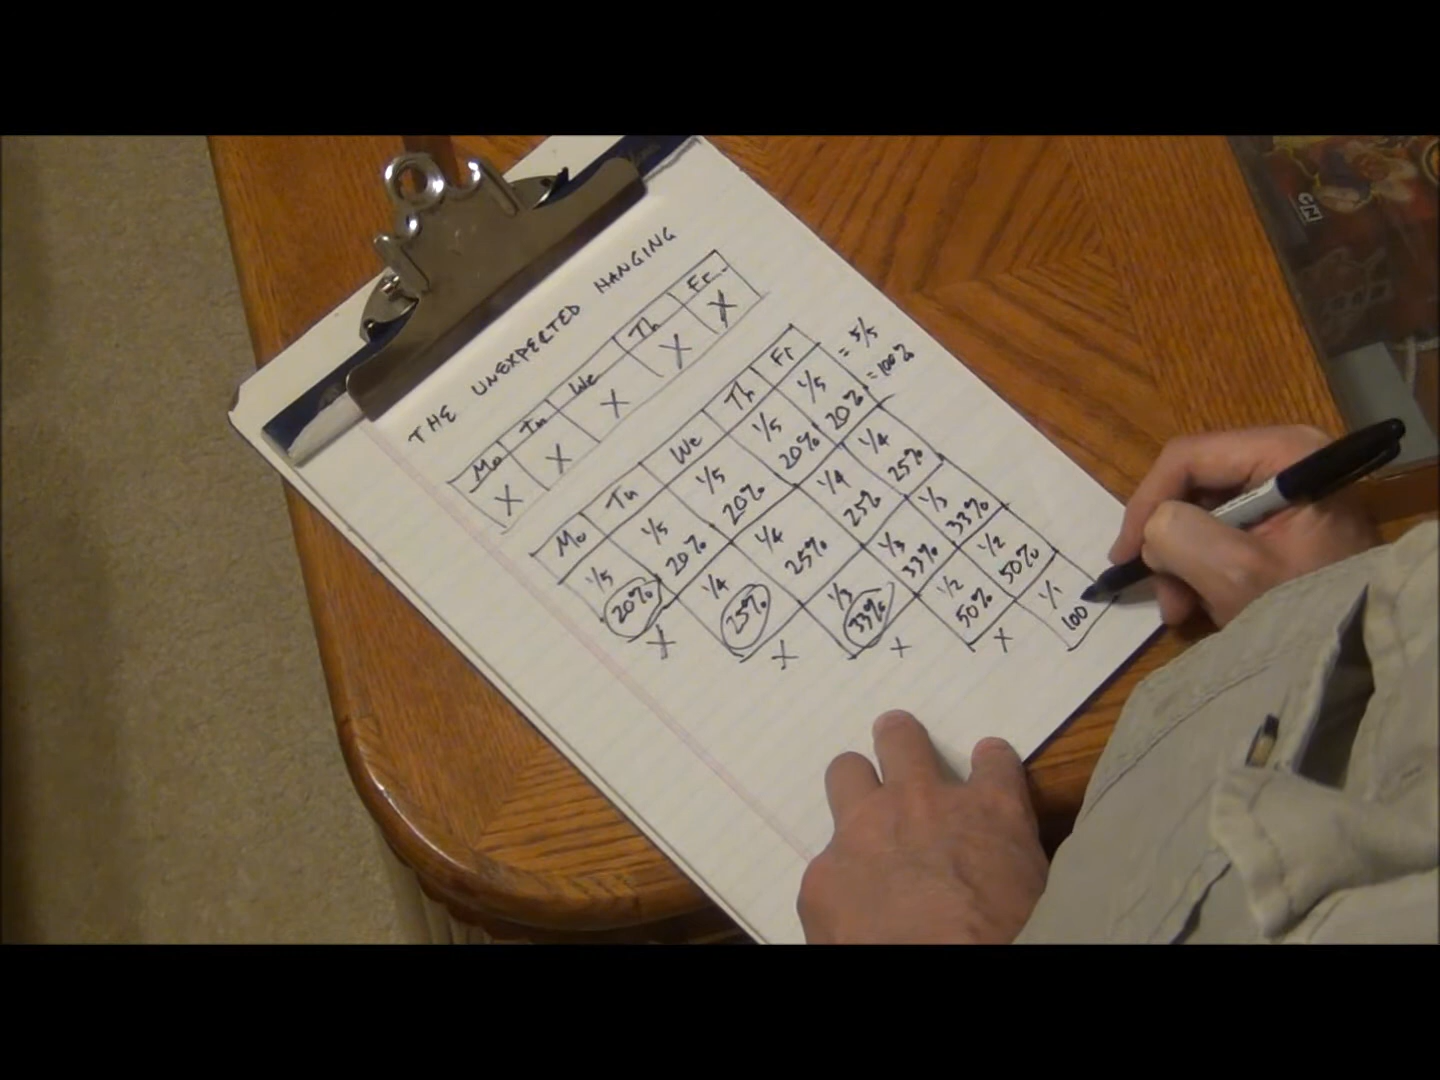 THE UNEXPERTED HANGING
Mo Tu We Th Fr.
X X X X X
Mo Tu We Th Fr
1/5 1/5 1/5 1/5 1/5 = 5/5
20% 20% 20% 20% 20% = 100%
X 1/4 1/4 1/4 1/4
25% 25% 25% 25%
X 1/3 1/3 1/3
33% 33% 33%
X 1/2 1/2
50% 50%
X 1/1
100
CN